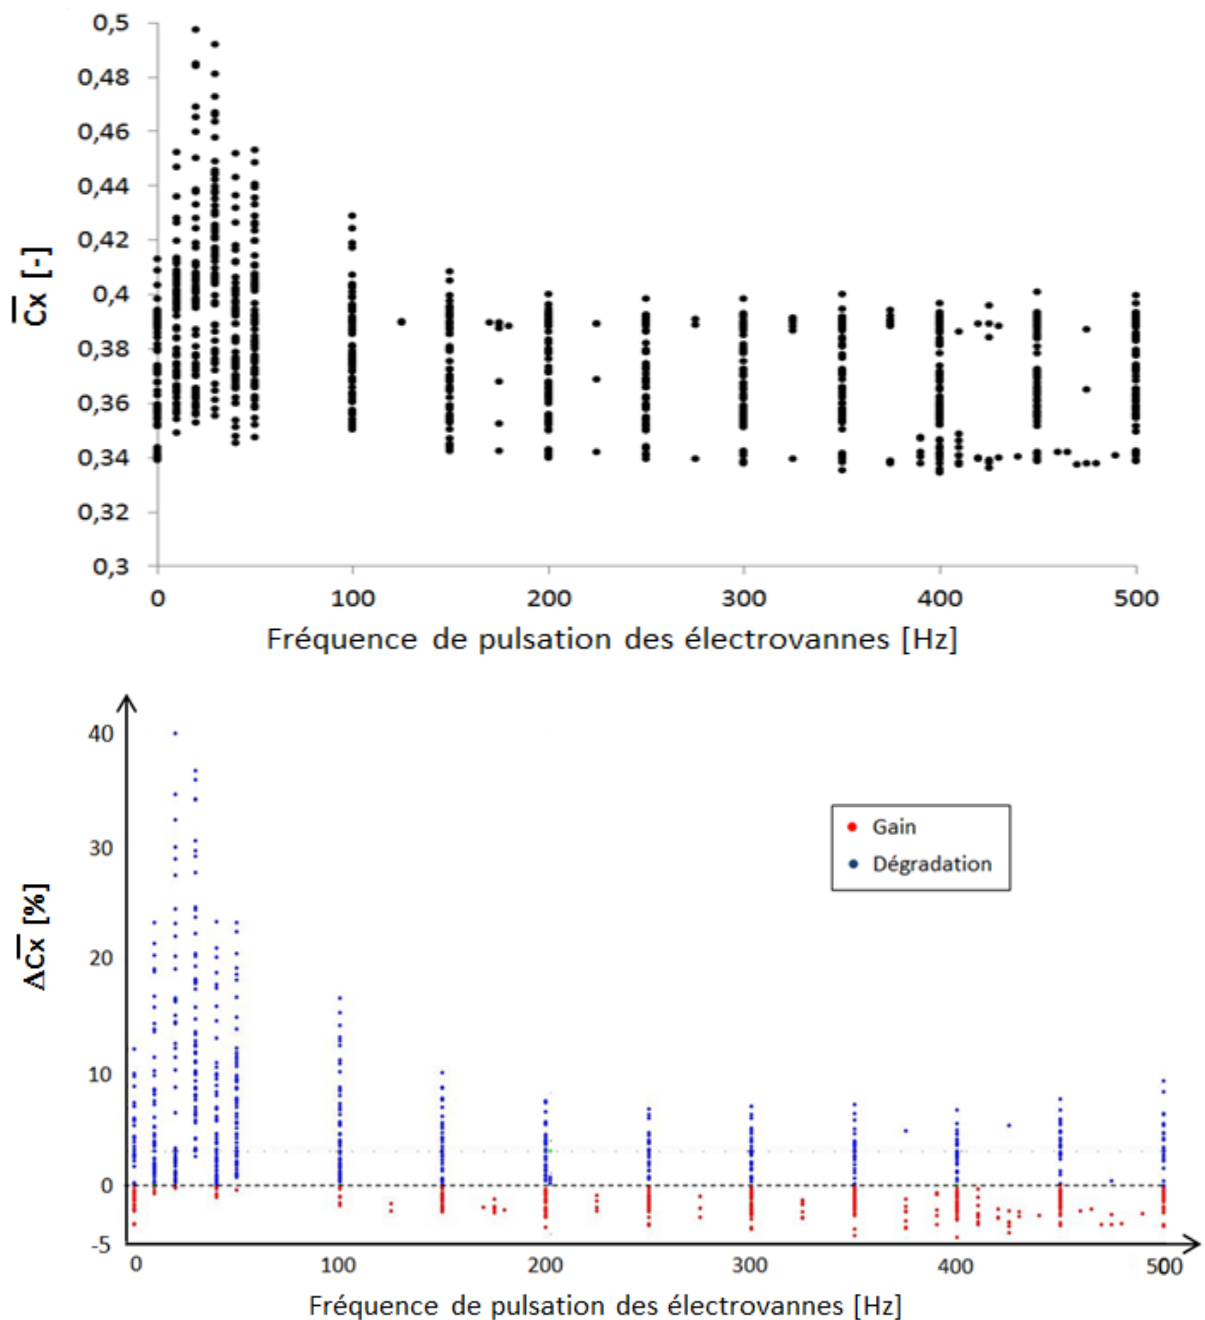 0,5
0,48
0,46
0,44
0,42
0,4
0,38
0,36
0,34
0,32
0,3
C̅x [-]
0 100 200 300 400 500
Fréquence de pulsation des électrovannes [Hz]
40
30
20
10
0
-5
ΔC̅x [%]
Gain
Dégradation
0 100 200 300 400 500
Fréquence de pulsation des électrovannes [Hz]